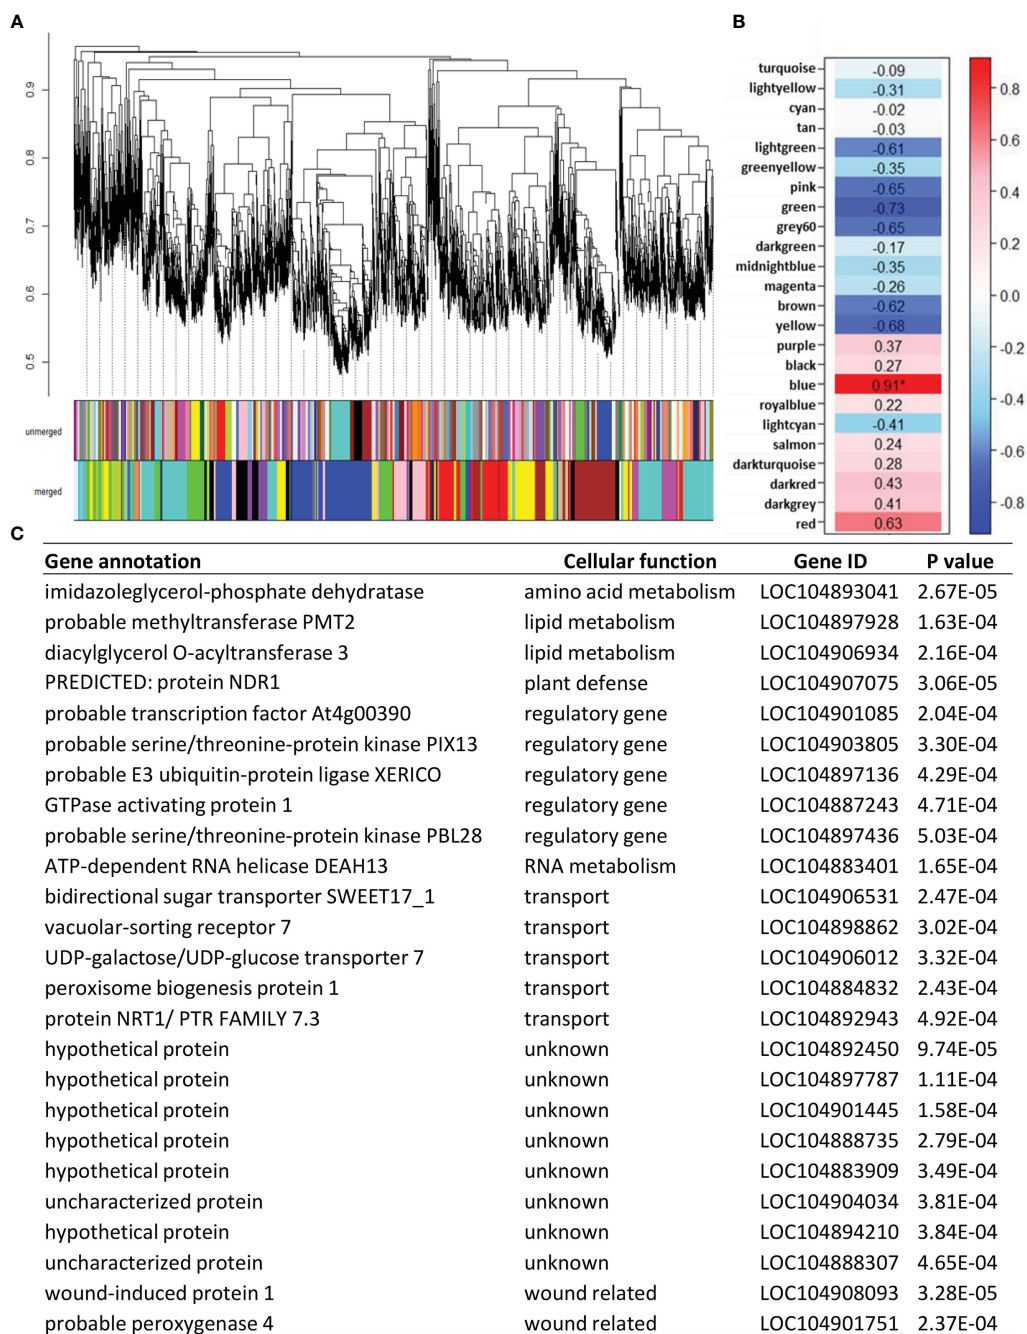 A
0.9
0.8
0.7
0.6
0.5
unmerged
merged
B
turquoise -0.09
lightyellow -0.31
cyan -0.02
tan -0.03
lightgreen -0.61
greenyellow -0.35
pink -0.65
green -0.73
grey60 -0.65
darkgreen -0.17
midnightblue -0.35
magenta -0.26
brown -0.62
yellow -0.68
purple 0.37
black 0.27
blue 0.91*
royalblue 0.22
lightcyan -0.41
salmon 0.24
darkturquoise 0.28
darkred 0.43
darkgrey 0.41
red 0.63
0.8
0.6
0.4
0.2
0.0
-0.2
-0.4
-0.6
-0.8
C
Gene annotation Cellular function Gene ID P value
imidazoleglycerol-phosphate dehydratase amino acid metabolism LOC104893041 2.67E-05
probable methyltransferase PMT2 lipid metabolism LOC104897928 1.63E-04
diacylglycerol O-acyltransferase 3 lipid metabolism LOC104906934 2.16E-04
PREDICTED: protein NDR1 plant defense LOC104907075 3.06E-05
probable transcription factor At4g00390 regulatory gene LOC104901085 2.04E-04
probable serine/threonine-protein kinase PIX13 regulatory gene LOC104903805 3.30E-04
probable E3 ubiquitin-protein ligase XERICO regulatory gene LOC104897136 4.29E-04
GTPase activating protein 1 regulatory gene LOC104887243 4.71E-04
probable serine/threonine-protein kinase PBL28 regulatory gene LOC104897436 5.03E-04
ATP-dependent RNA helicase DEAH13 RNA metabolism LOC104883401 1.65E-04
bidirectional sugar transporter SWEET17_1 transport LOC104906531 2.47E-04
vacuolar-sorting receptor 7 transport LOC104898862 3.02E-04
UDP-galactose/UDP-glucose transporter 7 transport LOC104906012 3.32E-04
peroxisome biogenesis protein 1 transport LOC104884832 2.43E-04
protein NRT1/ PTR FAMILY 7.3 transport LOC104892943 4.92E-04
hypothetical protein unknown LOC104892450 9.74E-05
hypothetical protein unknown LOC104897787 1.11E-04
hypothetical protein unknown LOC104901445 1.58E-04
hypothetical protein unknown LOC104888735 2.79E-04
hypothetical protein unknown LOC104883909 3.49E-04
uncharacterized protein unknown LOC104904034 3.81E-04
hypothetical protein unknown LOC104894210 3.84E-04
uncharacterized protein unknown LOC104888307 4.65E-04
wound-induced protein 1 wound related LOC104908093 3.28E-05
probable peroxygenase 4 wound related LOC104901751 2.37E-04